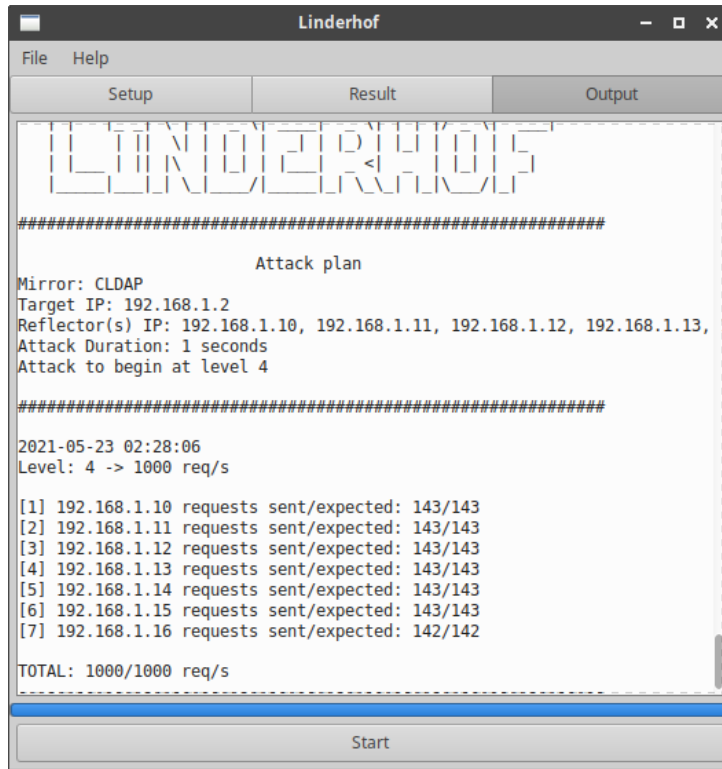 Linderhof
File Help
Setup Result Output
LINDERHOF
############################################################
Attack plan
Mirror: CLDAP
Target IP: 192.168.1.2
Reflector(s) IP: 192.168.1.10, 192.168.1.11, 192.168.1.12, 192.168.1.13,
Attack Duration: 1 seconds
Attack to begin at level 4
############################################################
2021-05-23 02:28:06
Level: 4 -> 1000 req/s
[1] 192.168.1.10 requests sent/expected: 143/143
[2] 192.168.1.11 requests sent/expected: 143/143
[3] 192.168.1.12 requests sent/expected: 143/143
[4] 192.168.1.13 requests sent/expected: 143/143
[5] 192.168.1.14 requests sent/expected: 143/143
[6] 192.168.1.15 requests sent/expected: 143/143
[7] 192.168.1.16 requests sent/expected: 142/142
TOTAL: 1000/1000 req/s
Start